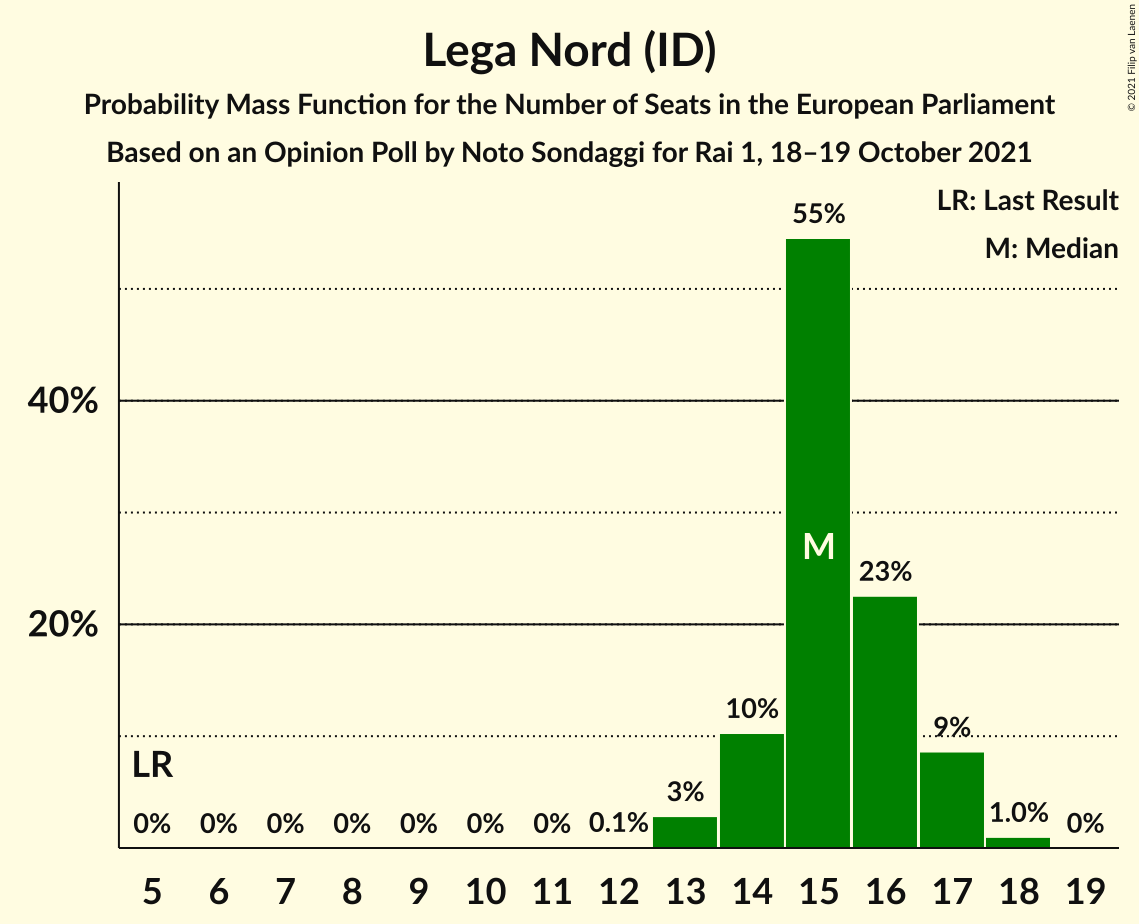 Lega Nord (ID)
Probability Mass Function for the Number of Seats in the European Parliament
Based on an Opinion Poll by Noto Sondaggi for Rai 1, 18–19 October 2021
© 2021 Filip van Laenen
LR: Last Result
M: Median
55%
40%
M
23%
20%
10%
9%
LR
3%
0% 0% 0% 0% 0% 0% 0% 0.1% 1.0% 0%
5 6 7 8 9 10 11 12 13 14 15 16 17 18 19